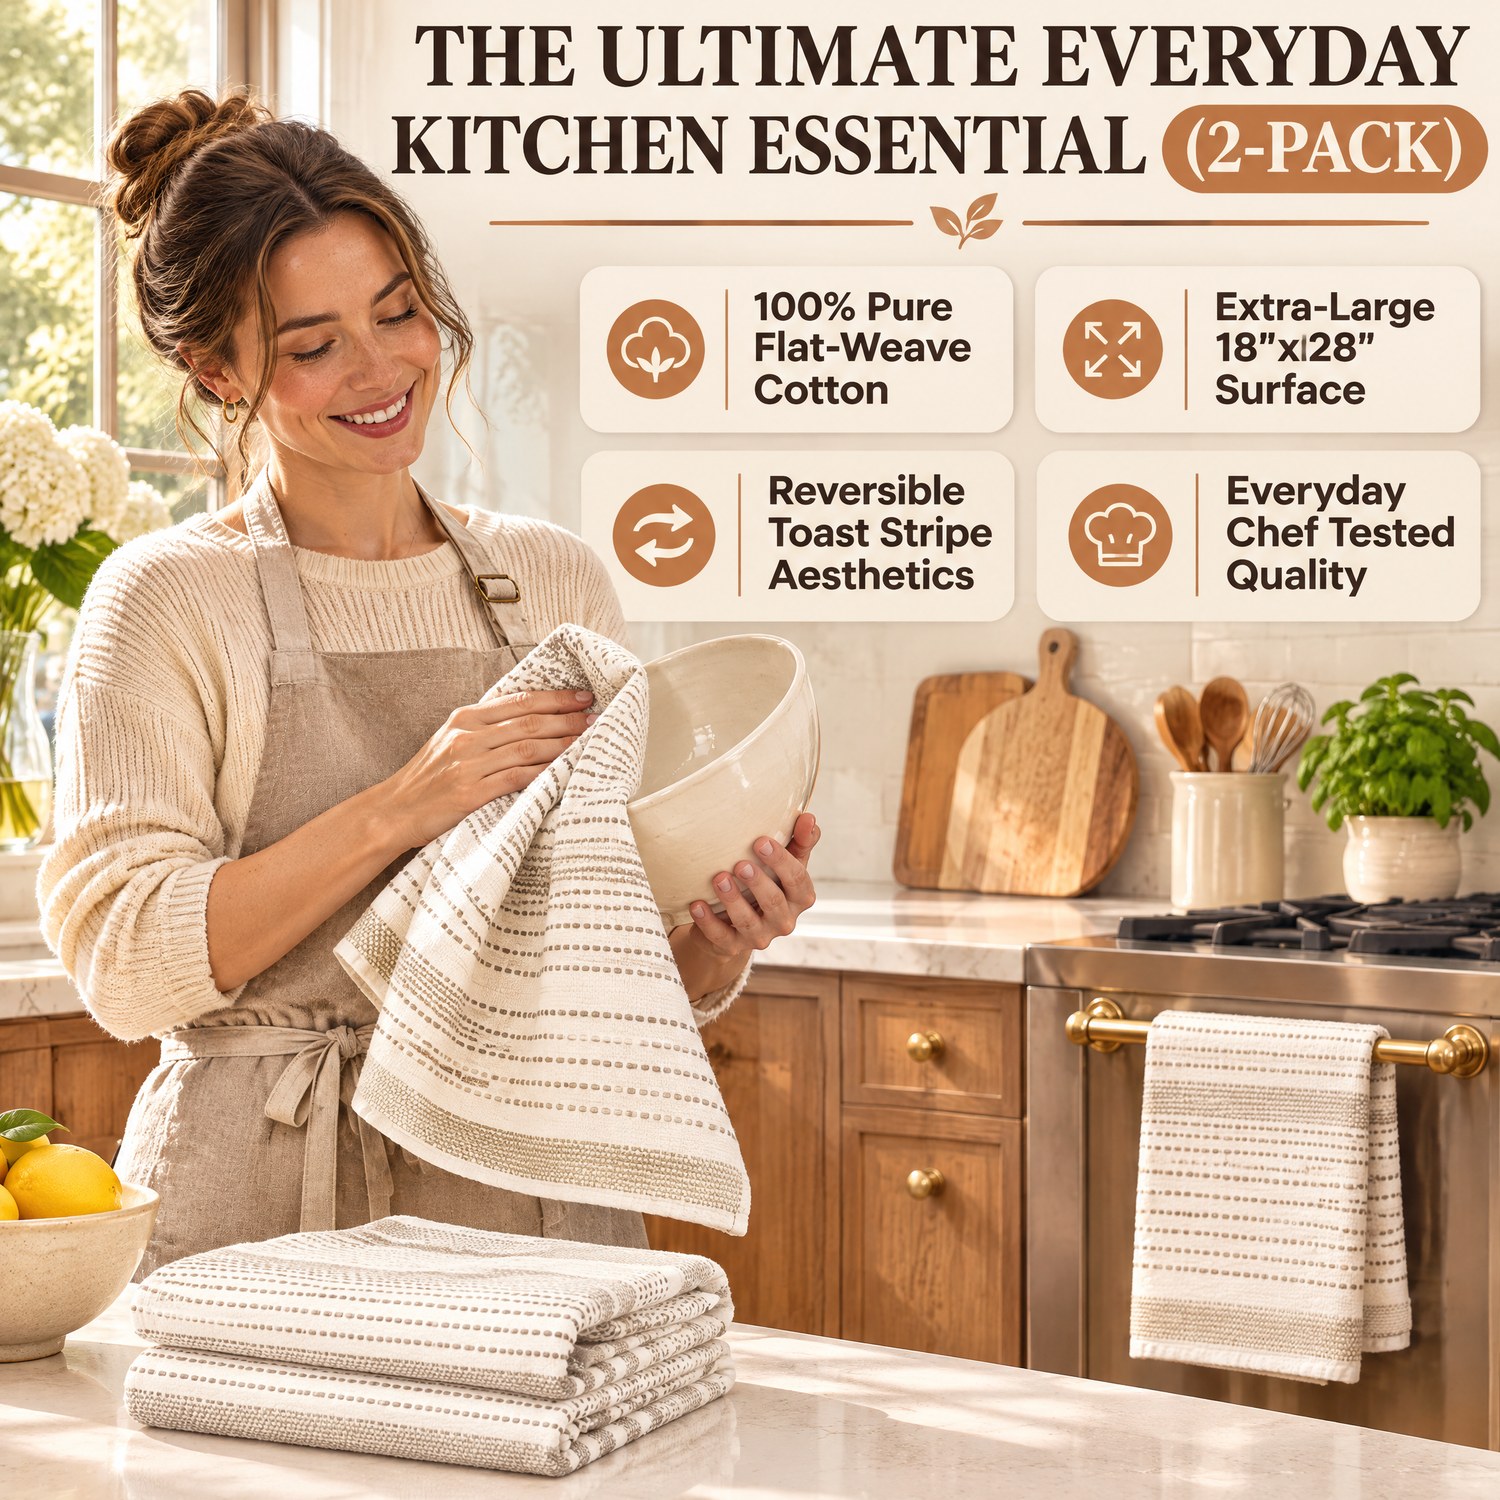 THE ULTIMATE EVERYDAY
KITCHEN ESSENTIAL (2-PACK)
100% Pure
Flat-Weave
Cotton
Extra-Large
18”x|28”
Surface
Reversible
Toast Stripe
Aesthetics
Everyday
Chef Tested
Quality